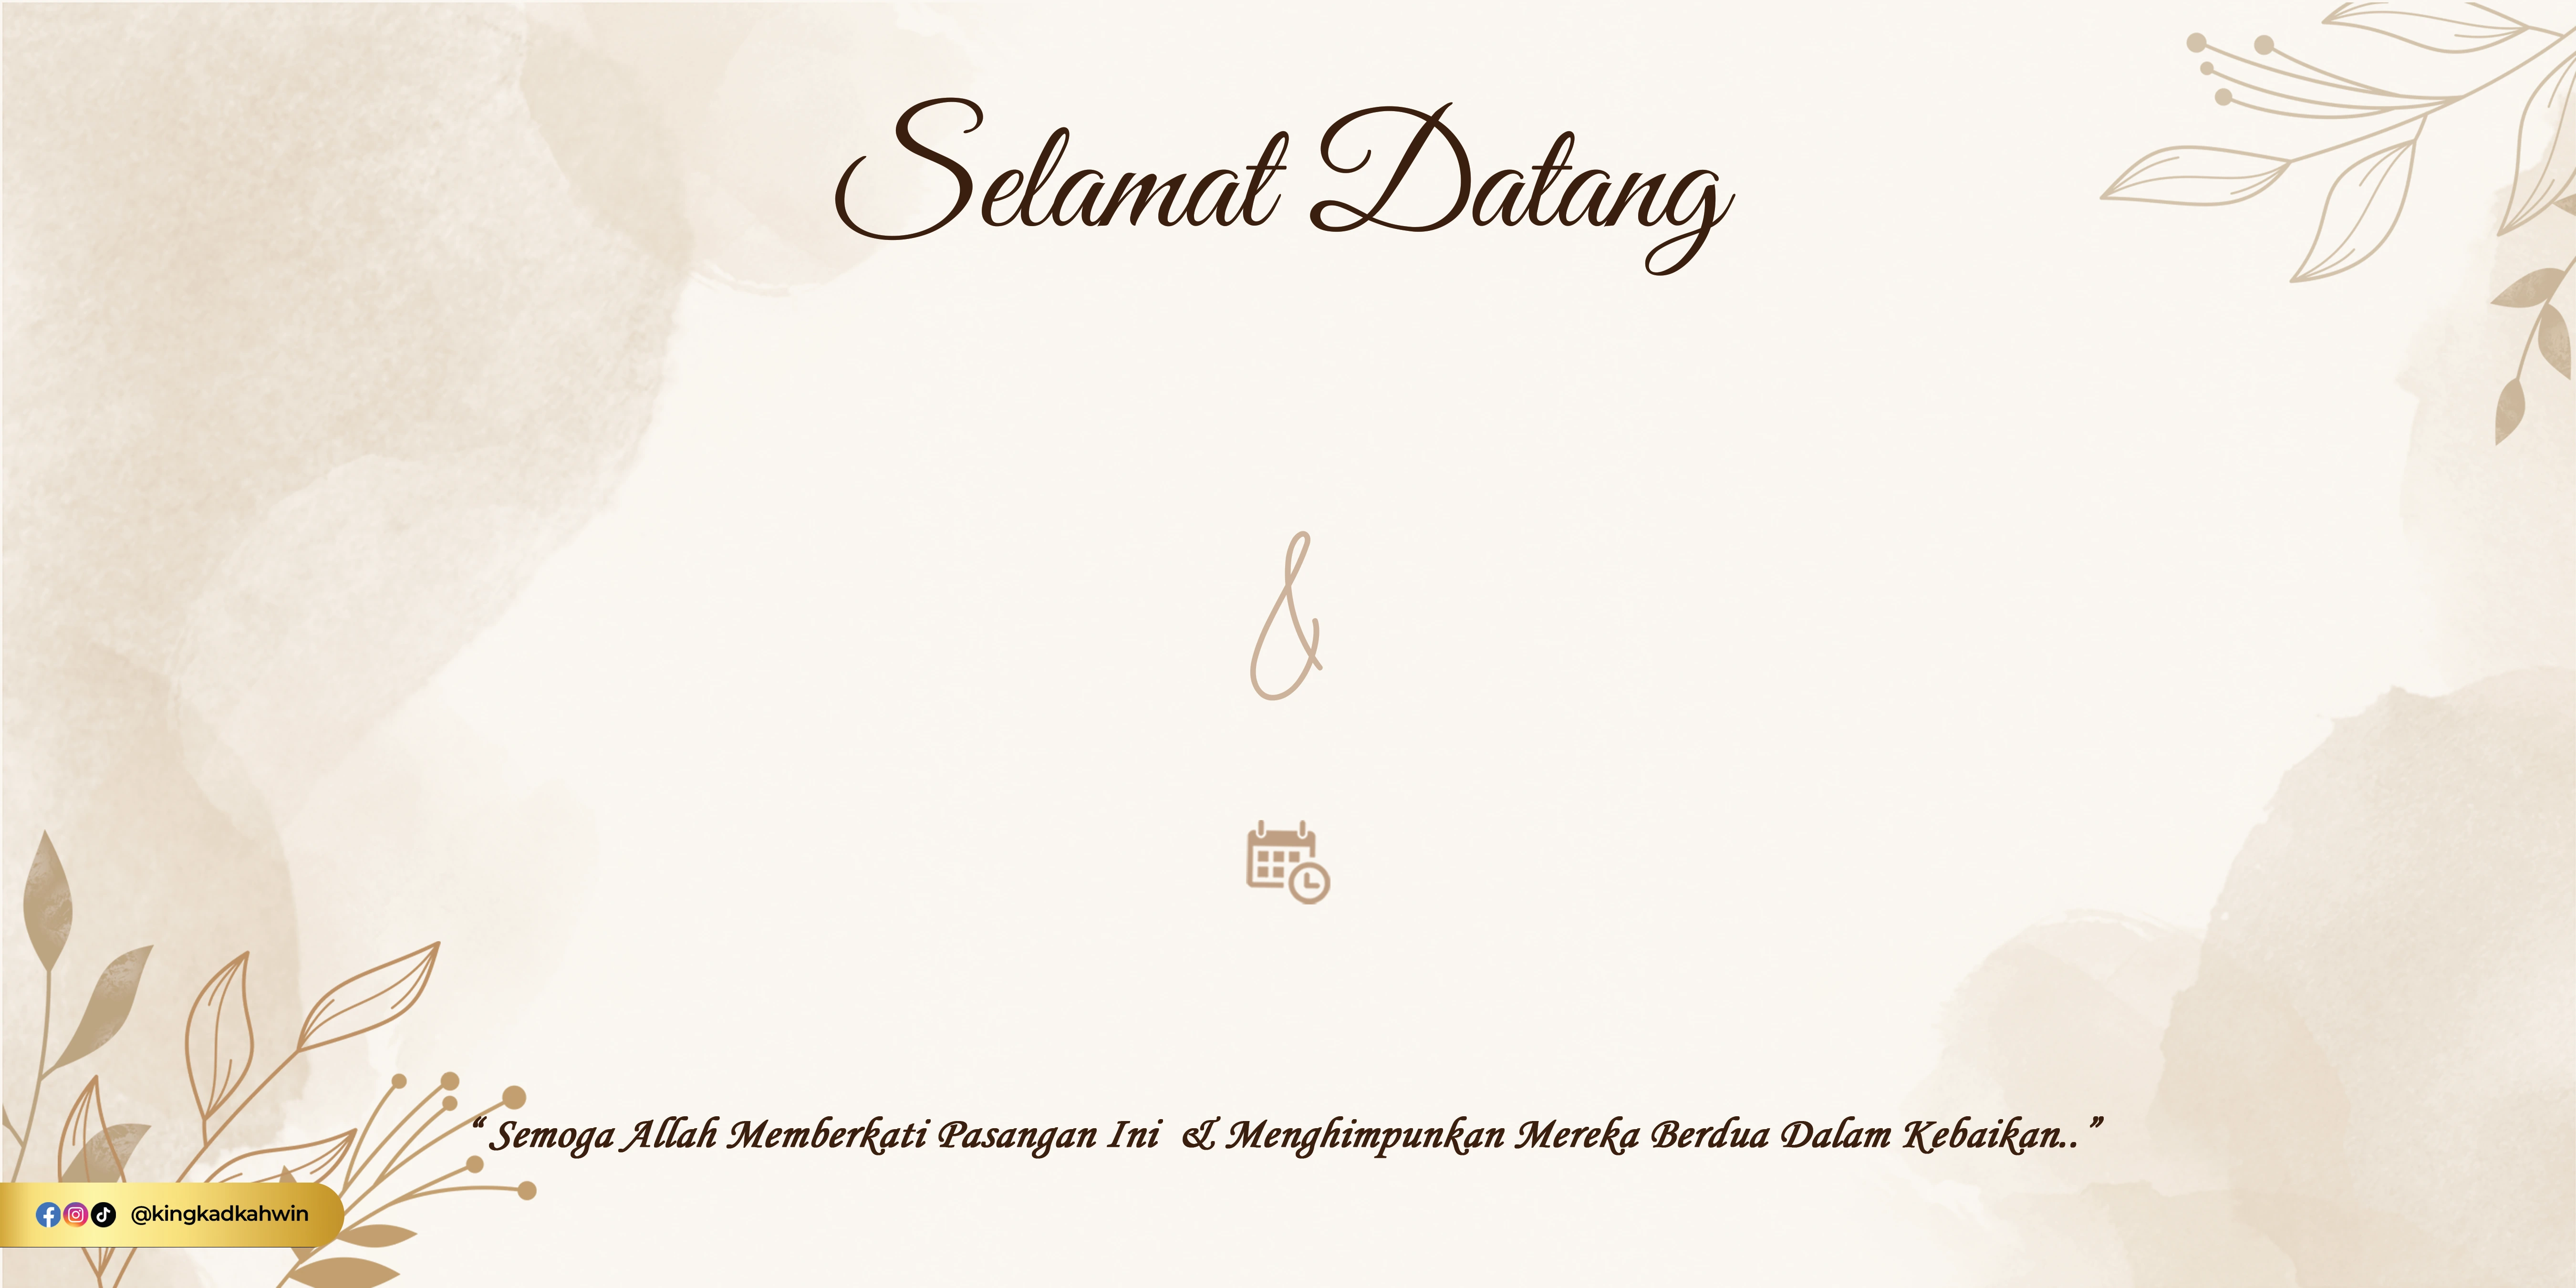 Selamat Datang
&
“ Semoga Allah Memberkati Pasangan Ini & Menghimpunkan Mereka Berdua Dalam Kebaikan.. ”
@kingkadkahwin